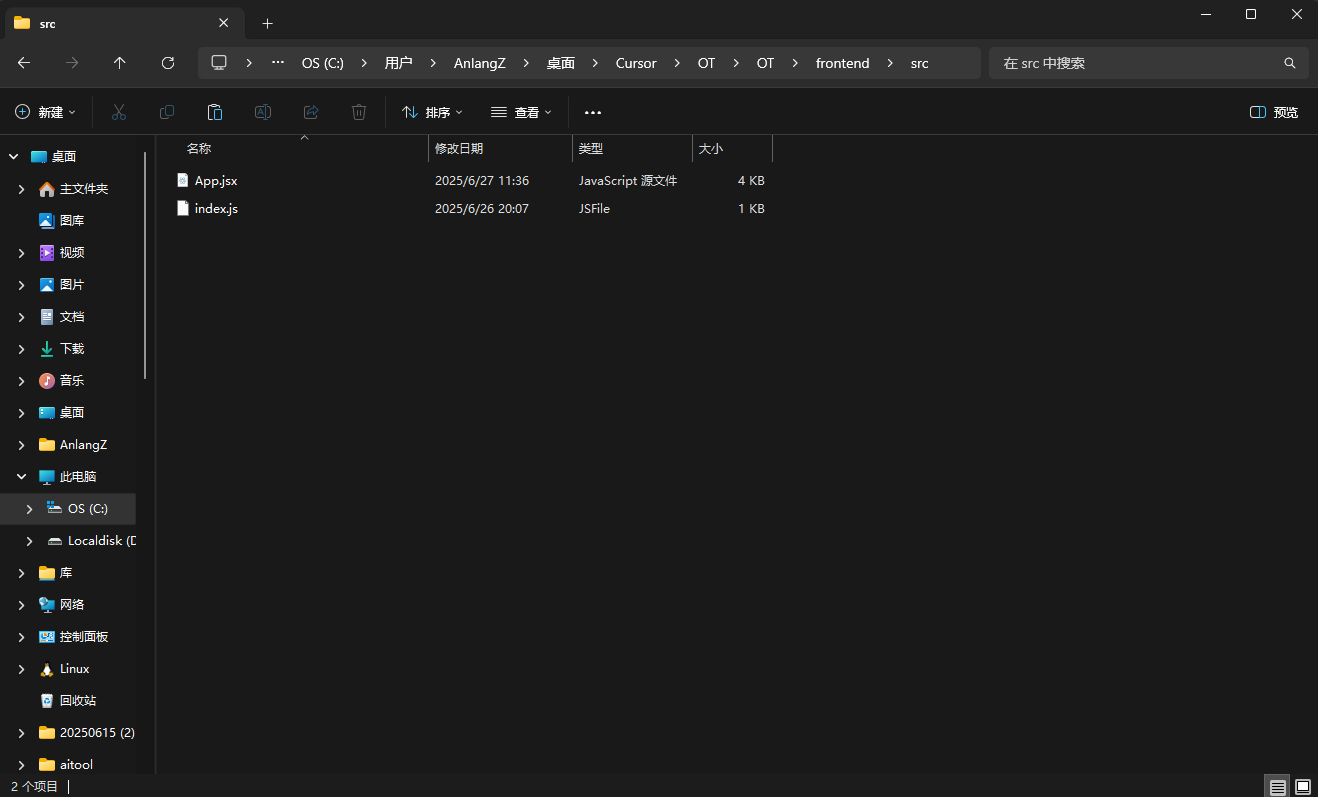 src
OS (C:) 用户 AnlangZ 桌面 Cursor OT OT frontend src
在 src 中搜索
新建 排序 查看 预览
名称 修改日期 类型 大小
App.jsx 2025/6/27 11:36 JavaScript 源文件 4 KB
index.js 2025/6/26 20:07 JSFile 1 KB
桌面
主文件夹
图库
视频
图片
文档
下载
音乐
桌面
AnlangZ
此电脑
OS (C:)
Localdisk (D
库
网络
控制面板
Linux
回收站
20250615 (2)
aitool
2 个项目